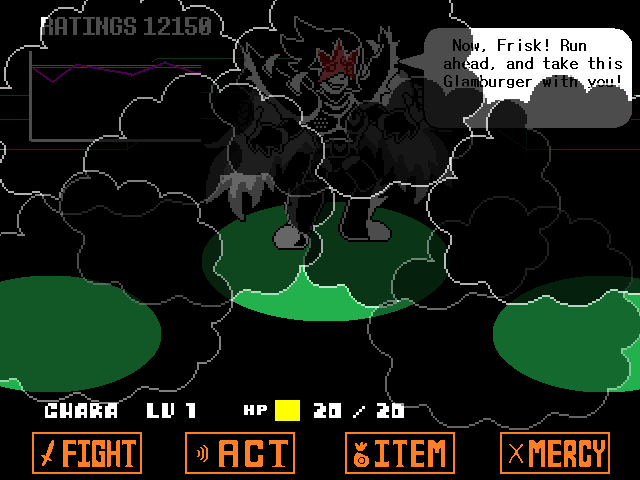 RATINGS 12150
Now, Frisk! Run
ahead, and take this
Glamburger with you!
CHARA LV 1 HP 20 / 20
FIGHT ACT ITEM MERCY